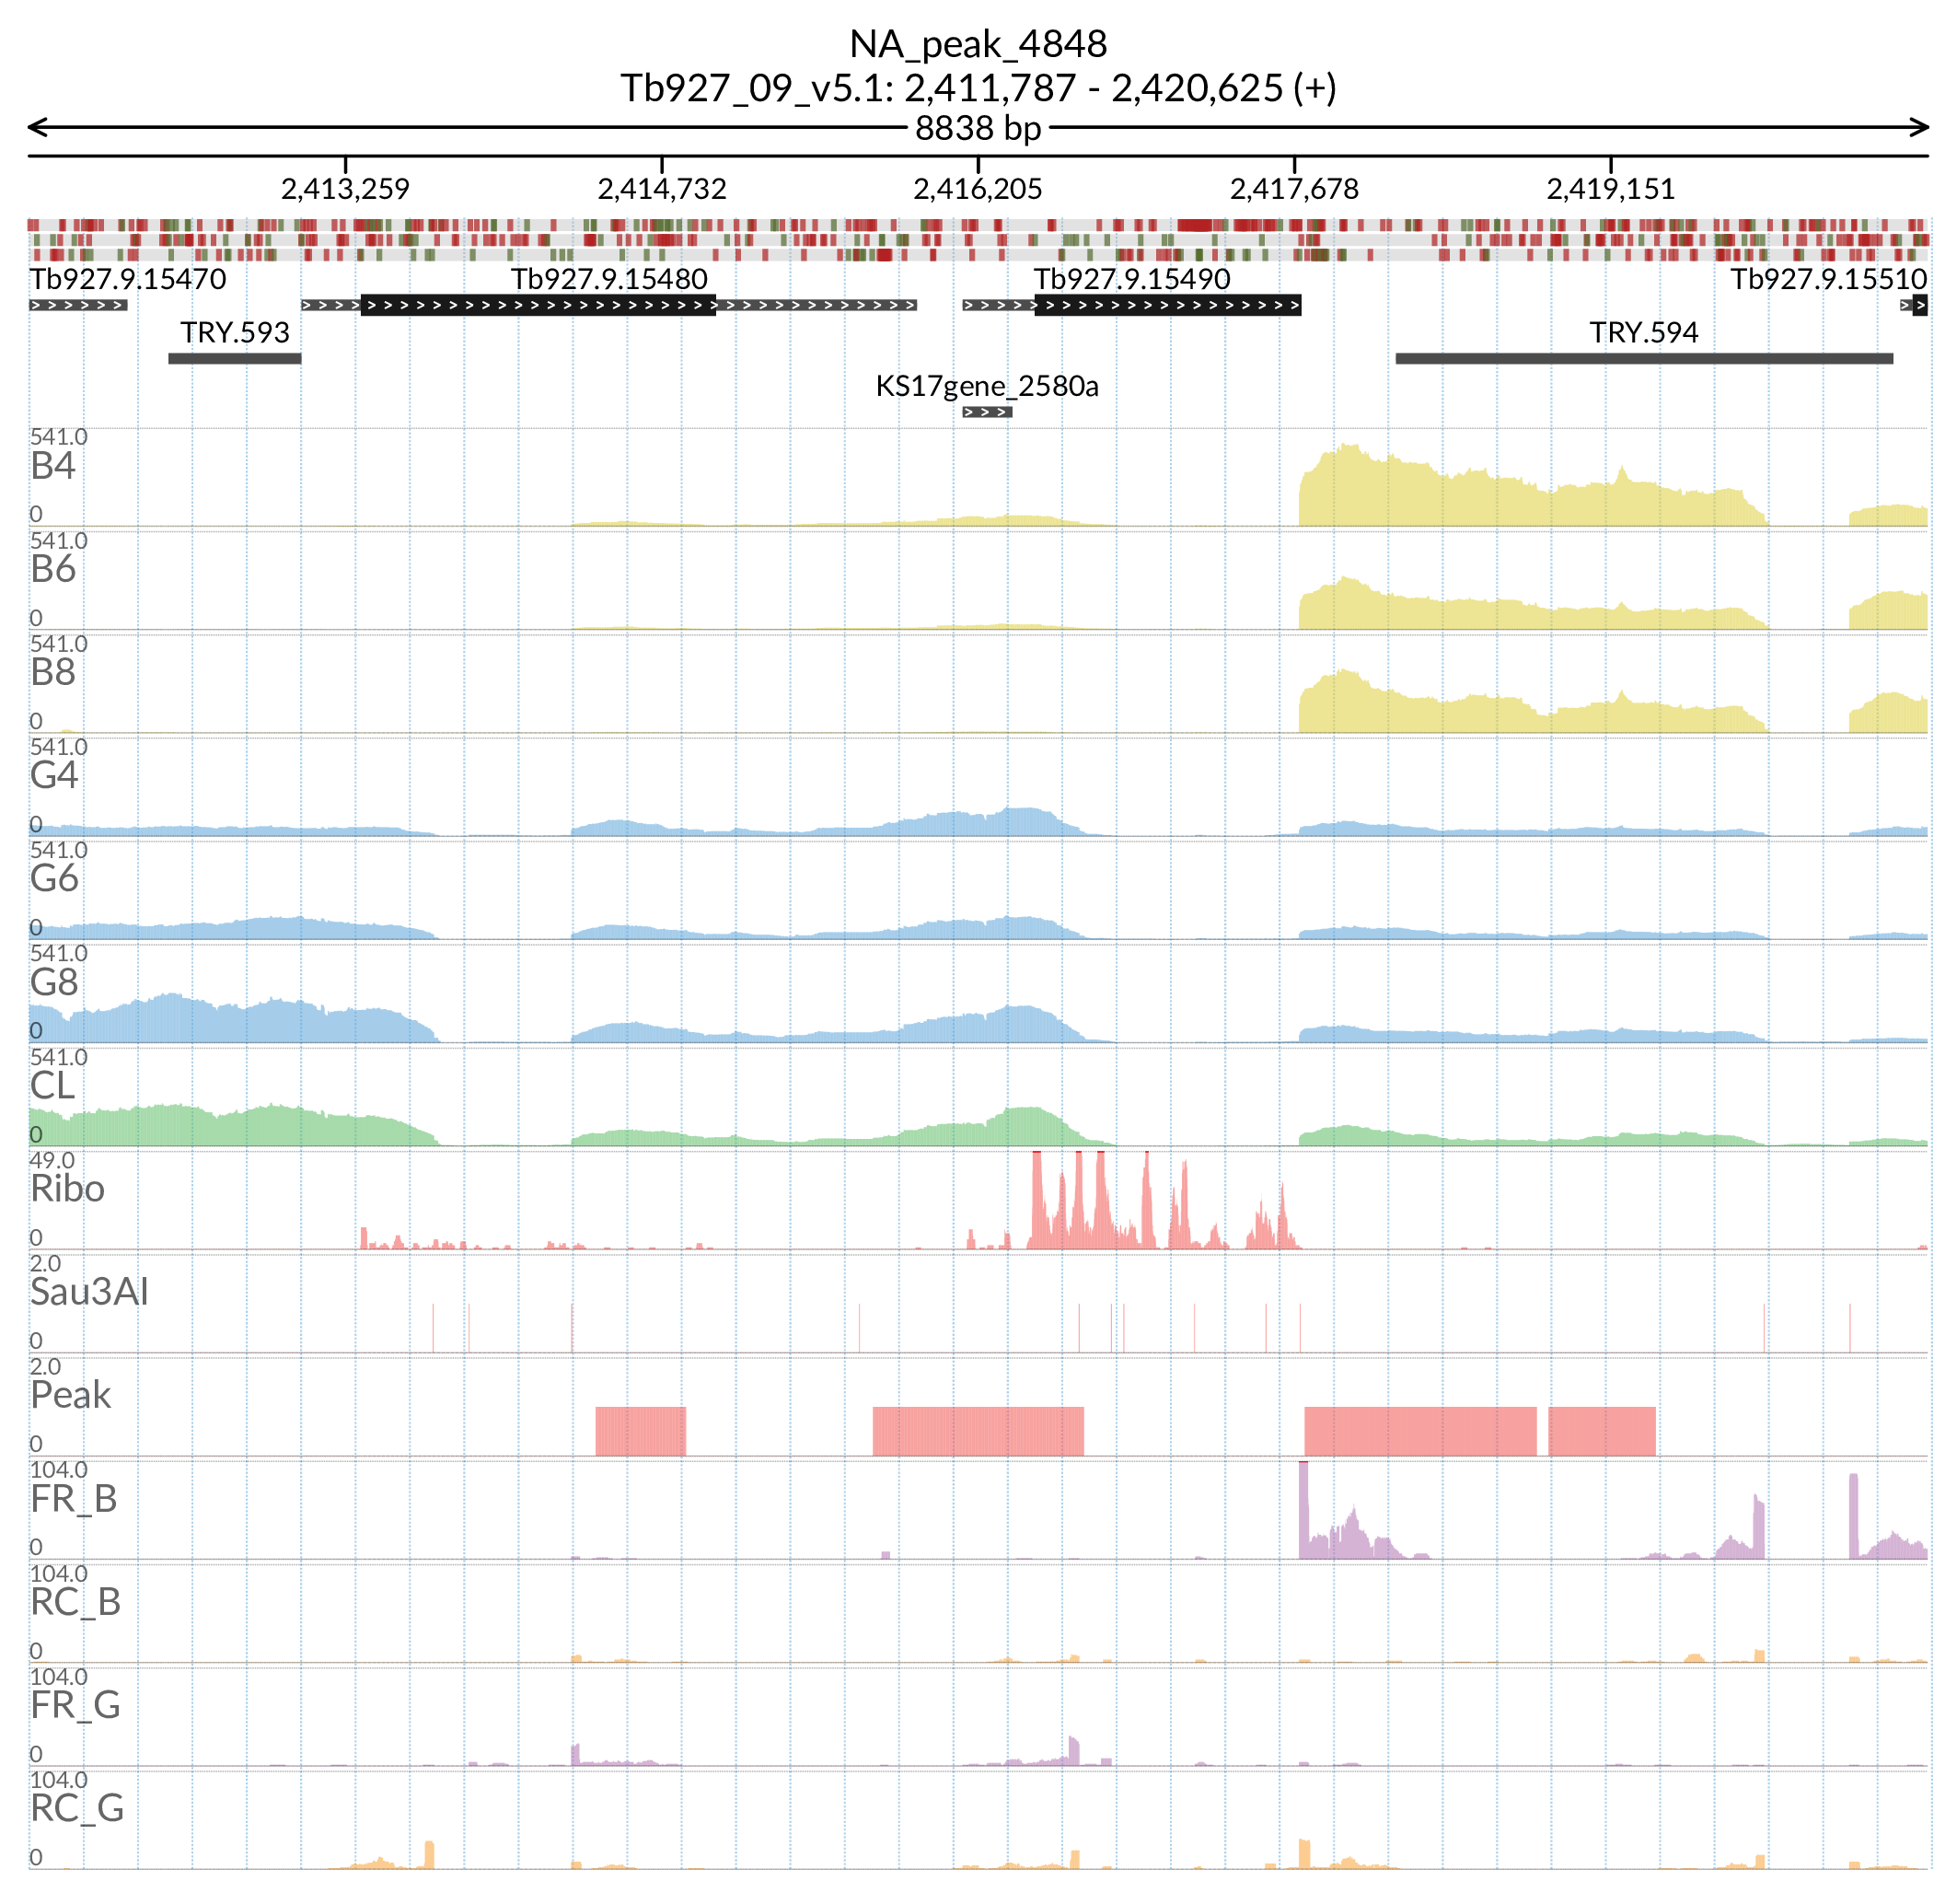 NA_peak_4848
Tb927_09_v5.1: 2,411,787 - 2,420,625 (+)
8838 bp
2,413,259 2,414,732 2,416,205 2,417,678 2,419,151
Tb927.9.15470 Tb927.9.15480 Tb927.9.15490 Tb927.9.15510
TRY.593 TRY.594
KS17gene_2580a
541.0
B4
0
541.0
B6
0
541.0
B8
0
541.0
G4
0
541.0
G6
0
541.0
G8
0
541.0
CL
0
49.0
Ribo
0
2.0
Sau3AI
0
2.0
Peak
0
104.0
FR_B
0
104.0
RC_B
0
104.0
FR_G
0
104.0
RC_G
0